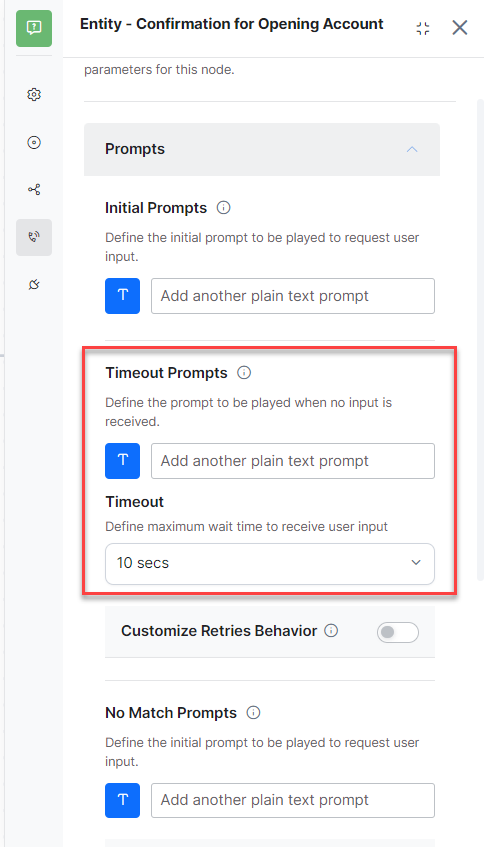 Entity - Confirmation for Opening Account
parameters for this node.
Prompts
Initial Prompts
Define the initial prompt to be played to request user
input.
T
Add another plain text prompt
Timeout Prompts
Define the prompt to be played when no input is
received.
T
Add another plain text prompt
Timeout
Define maximum wait time to receive user input
10 secs
Customize Retries Behavior
No Match Prompts
Define the initial prompt to be played to request user
input.
T
Add another plain text prompt